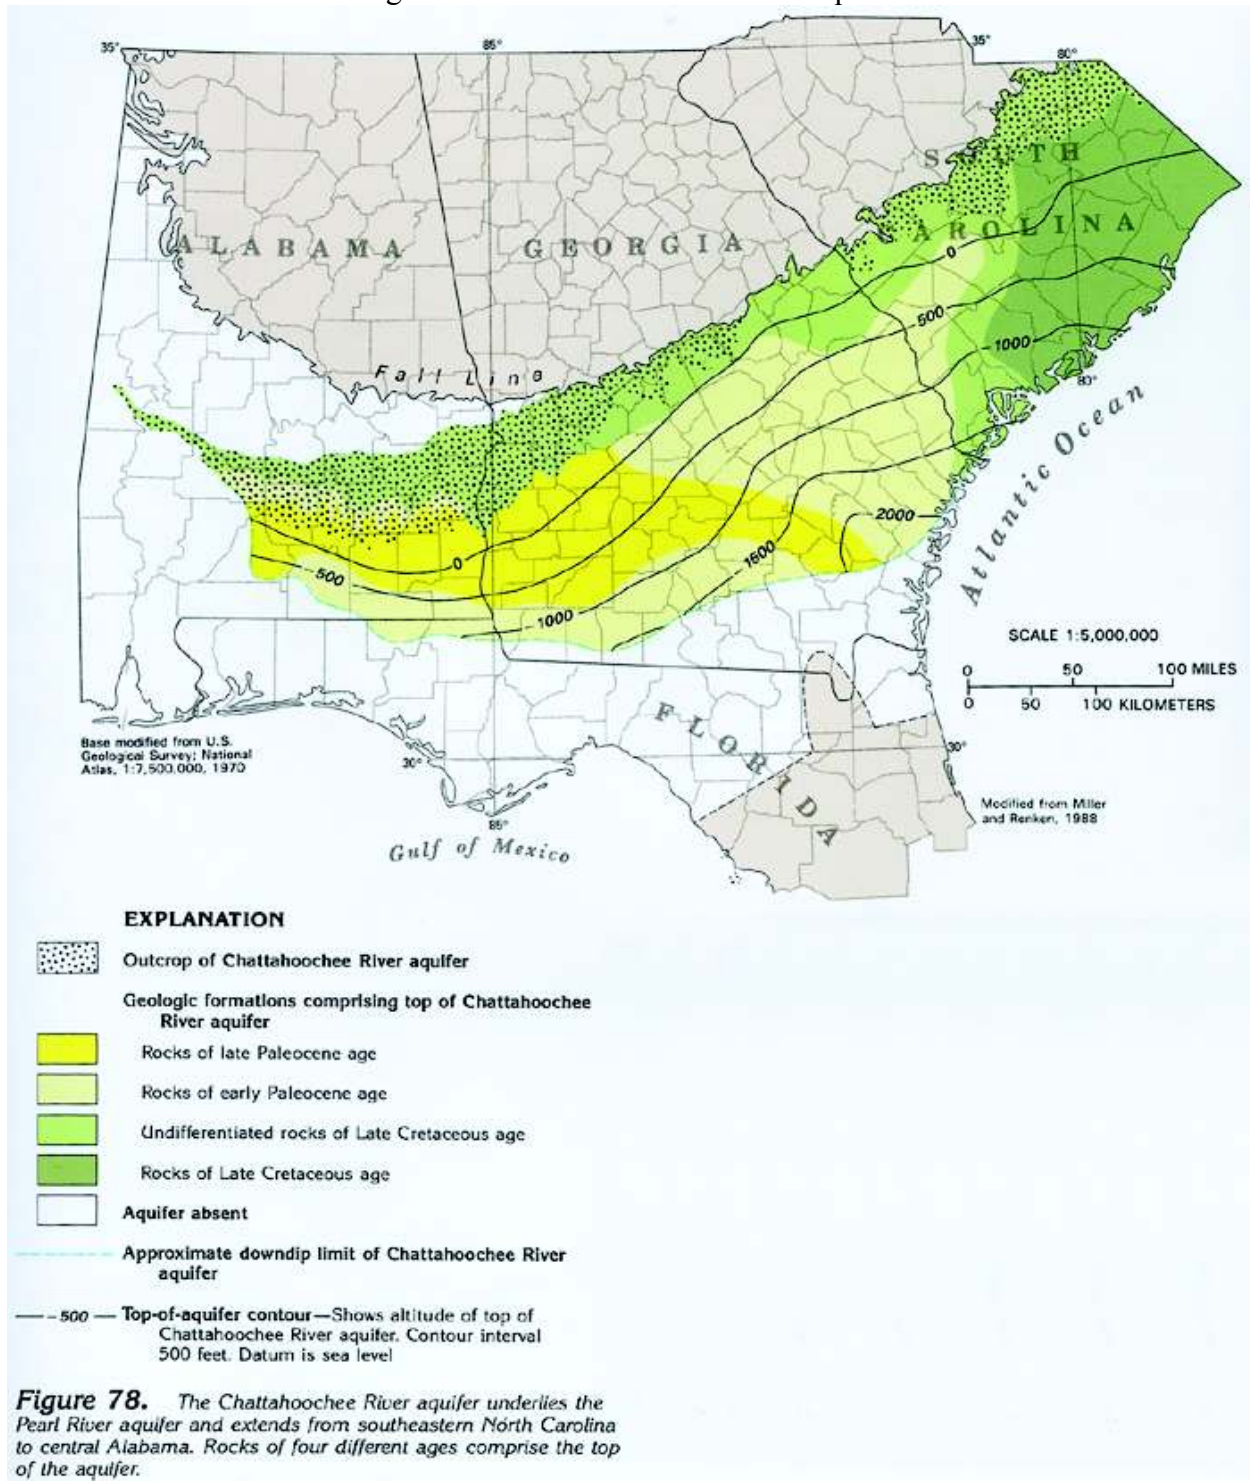 35°
85°
35°
80°
SOUTH
CAROLINA
ALABAMA
GEORGIA
0
500
1000
Fall Line
80°
Atlantic Ocean
2000
1600
0
500
1000
SCALE 1:5,000,000
0 50 100 MILES
0 50 100 KILOMETERS
FLORIDA
Base modified from U.S.
Geological Survey; National
Atlas, 1:7,500,000, 1970
30°
30°
85°
Gulf of Mexico
Modified from Miller
and Renken, 1988
EXPLANATION
Outcrop of Chattahoochee River aquifer
Geologic formations comprising top of Chattahoochee
River aquifer
Rocks of late Paleocene age
Rocks of early Paleocene age
Undifferentiated rocks of Late Cretaceous age
Rocks of Late Cretaceous age
Aquifer absent
Approximate downdip limit of Chattahoochee River
aquifer
— -500 — Top-of-aquifer contour—Shows altitude of top of
Chattahoochee River aquifer. Contour interval
500 feet. Datum is sea level
Figure 78. The Chattahoochee River aquifer underlies the
Pearl River aquifer and extends from southeastern North Carolina
to central Alabama. Rocks of four different ages comprise the top
of the aquifer.